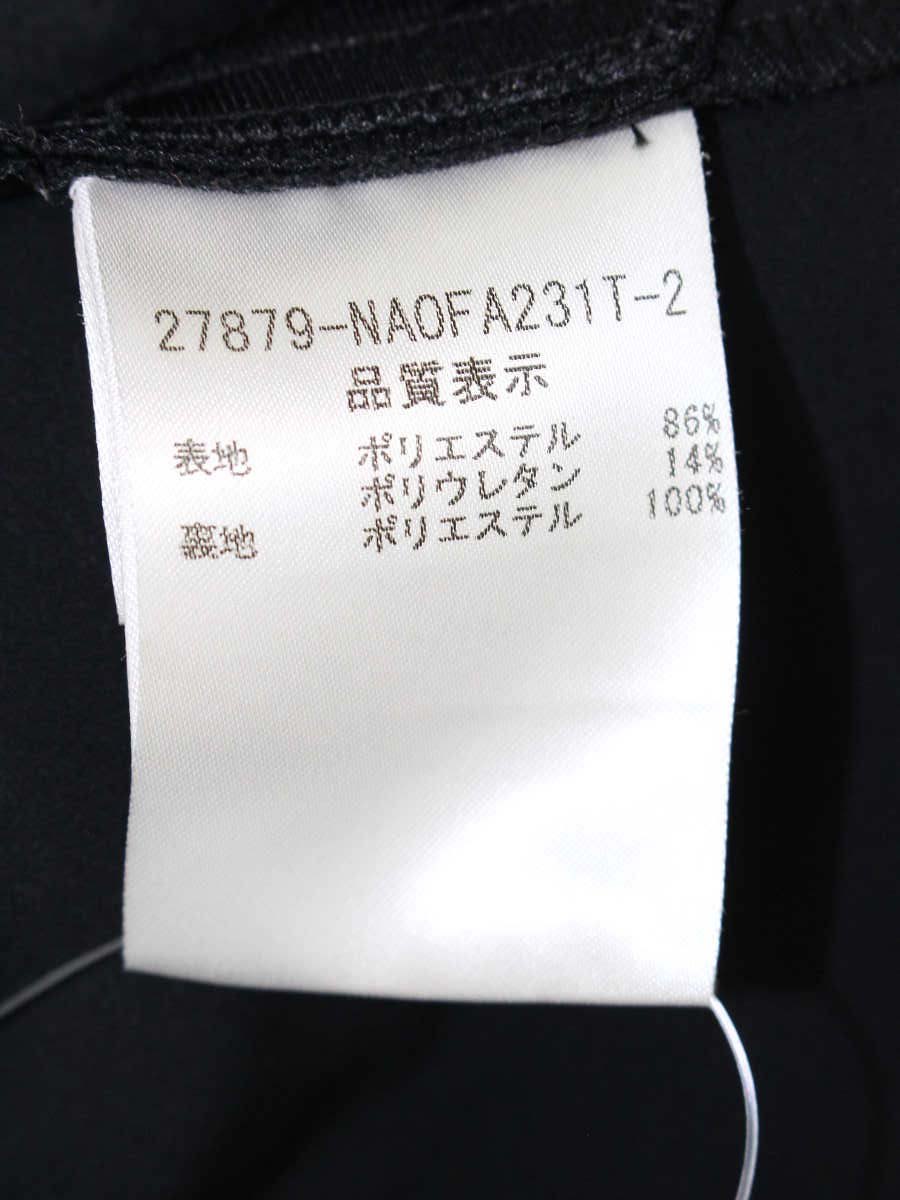 27879-NAOFA231T-2
品質表示
表地 ポリエステル 86%
ポリウレタン 14%
裏地 ポリエステル 100%